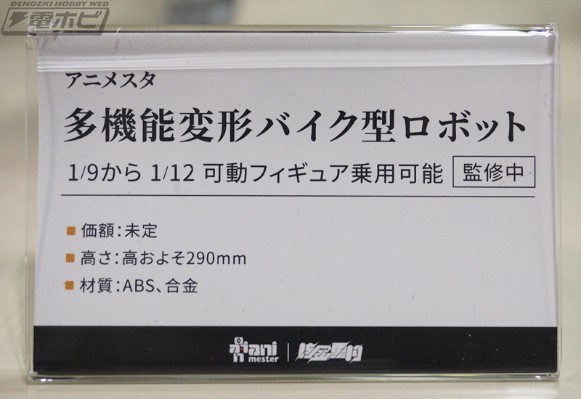 DENGEKI HOBBY WEB
電ホビ
アニメスタ
多機能変形バイク型ロボット
1/9から 1/12 可動フィギュア乗用可能 監修中
■ 価額:未定
■ 高さ:高およそ290mm
■ 材質:ABS、合金
ani
mester